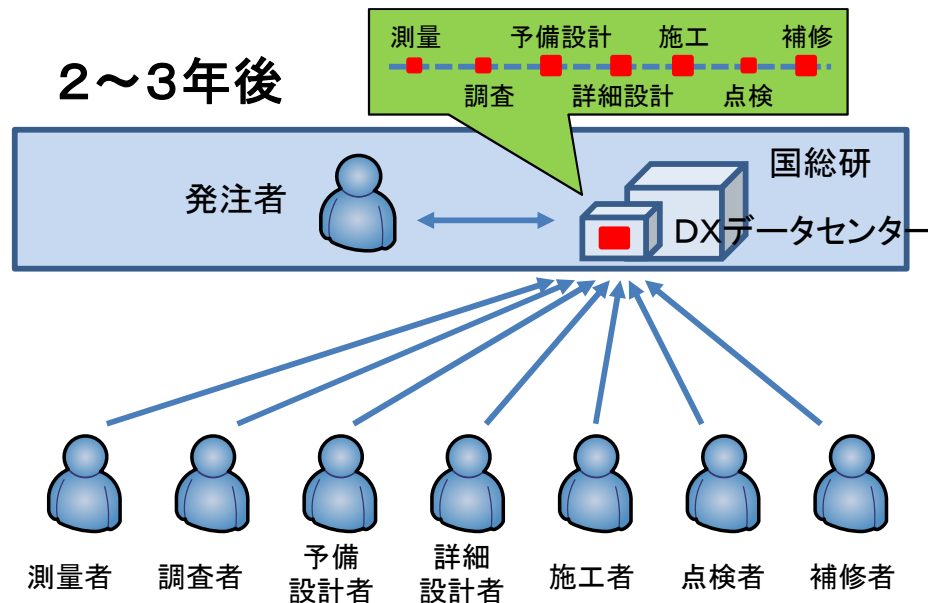 ２～３年後
測量
予備設計
施工
補修
調査
詳細設計
点検
発注者
国総研
DXデータセンター
測量者
調査者
予備
設計者
詳細
設計者
施工者
点検者
補修者